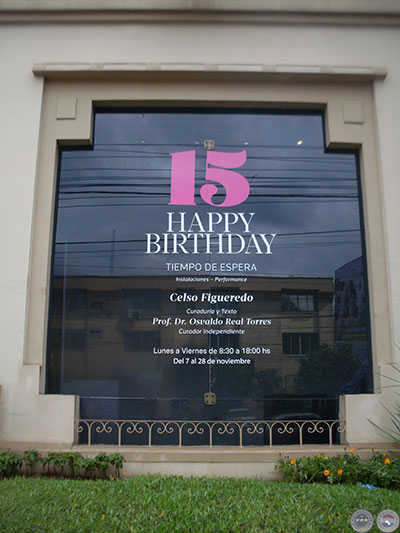 15
HAPPY
BIRTHDAY
TIEMPO DE ESPERA
Instalaciones - Performance
Celso Figueredo
Curaduría y Texto
Prof. Dr. Osvaldo Real Torres
Curador Independiente
Lunes a Viernes de 8:30 a 18:00 hs
Del 7 al 28 de noviembre